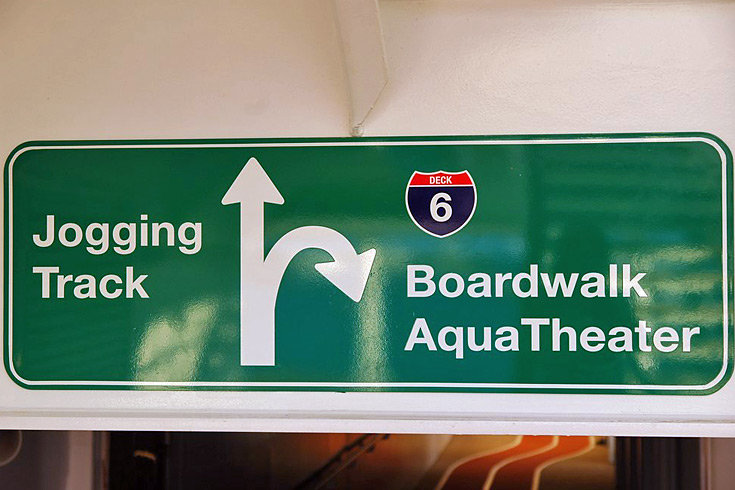 Jogging
Track
DECK
6
Boardwalk
AquaTheater